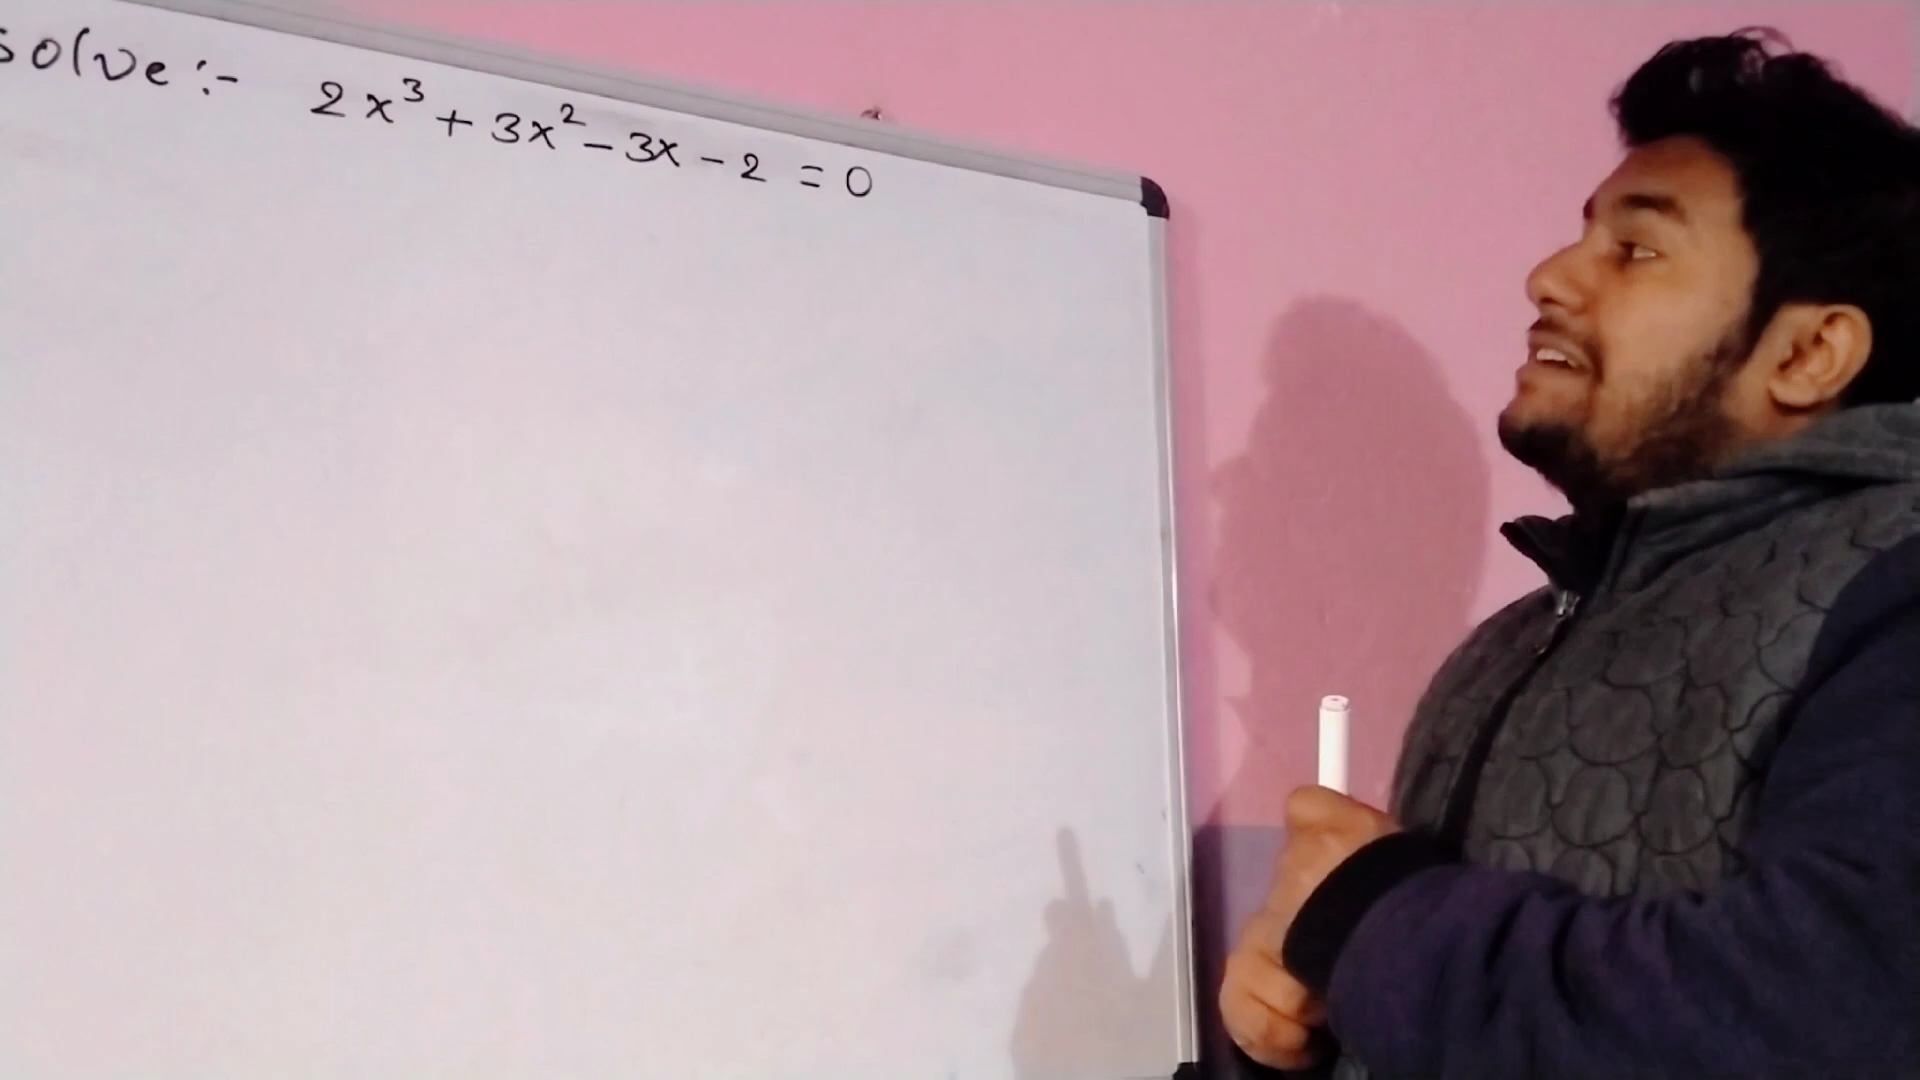 solve :- 2x³ + 3x² - 3x - 2 = 0